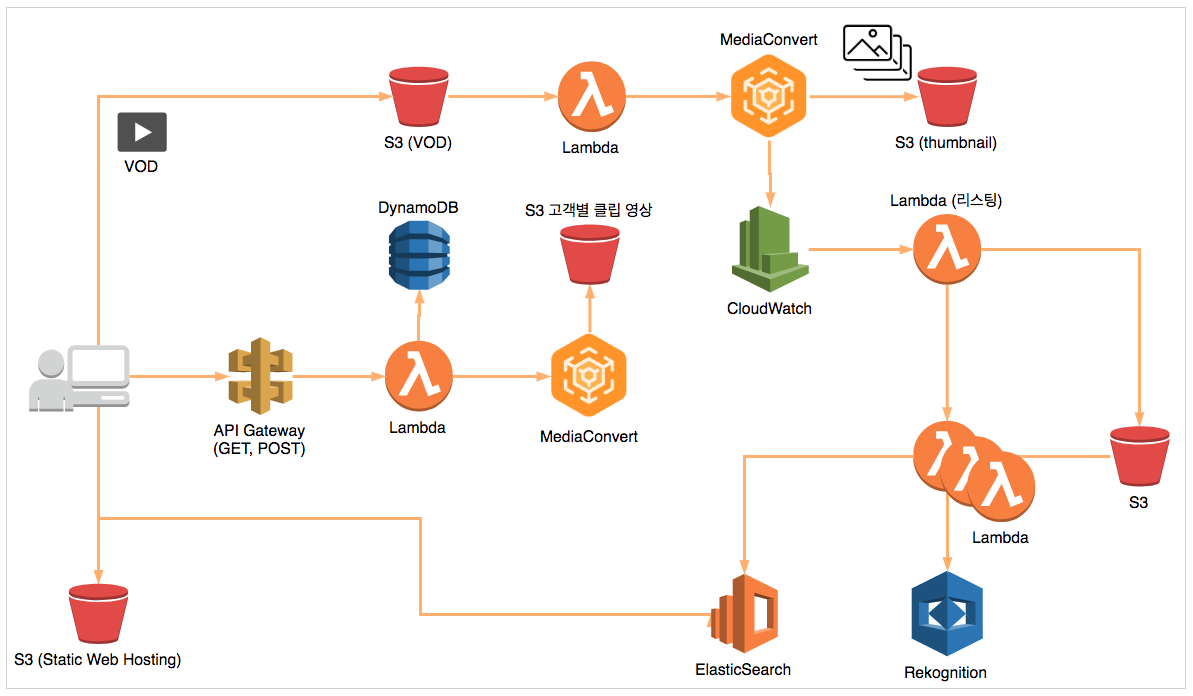 MediaConvert
VOD
S3 (VOD)
Lambda
S3 (thumbnail)
DynamoDB
S3 고객별 클립 영상
Lambda (리스팅)
CloudWatch
API Gateway
(GET, POST)
Lambda
MediaConvert
S3
Lambda
S3 (Static Web Hosting)
ElasticSearch
Rekognition